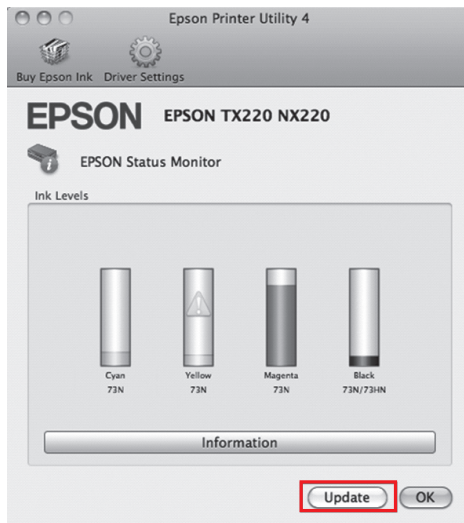 Epson Printer Utility 4
Buy Epson Ink Driver Settings
EPSON EPSON TX220 NX220
EPSON Status Monitor
Ink Levels
Cyan Yellow Magenta Black
73N 73N 73N 73N/73HN
Information
Update OK